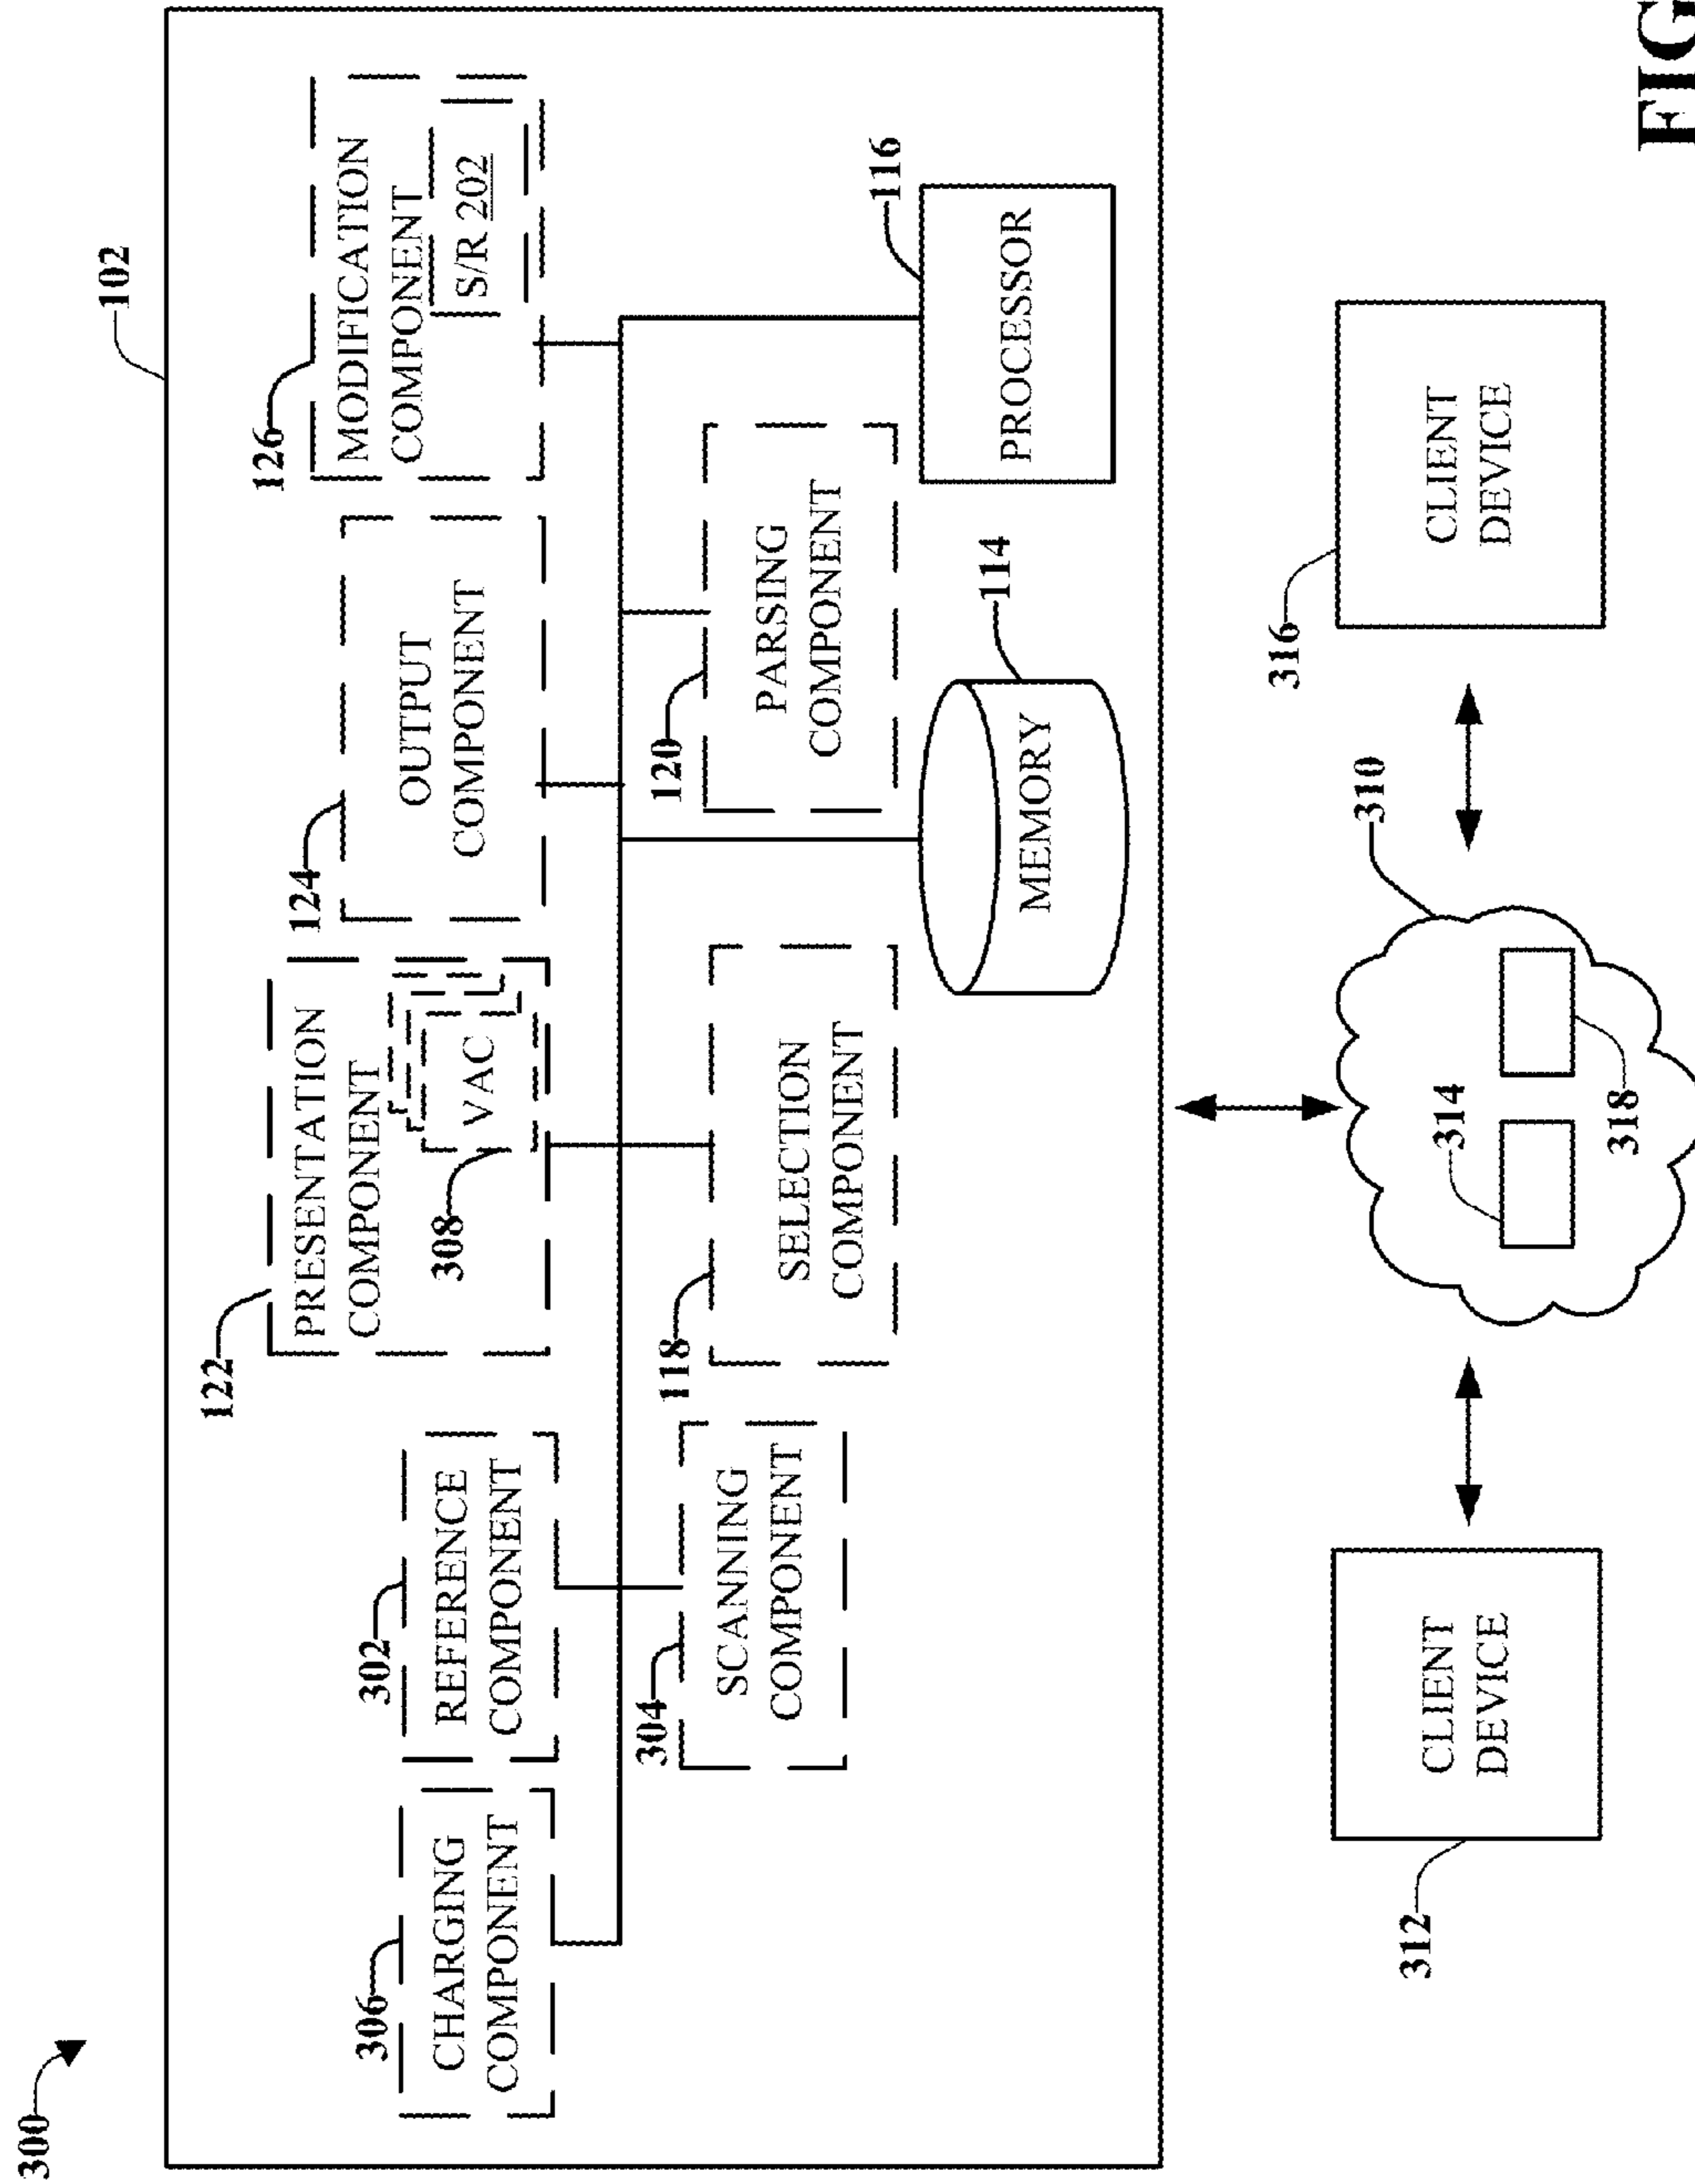 300
102
306
CHARGING
COMPONENT
302
REFERENCE
COMPONENT
122
PRESENTATION
COMPONENT
308
VAC
124
OUTPUT
COMPONENT
126
MODIFICATION
COMPONENT
S/R 202
304
SCANNING
COMPONENT
118
SELECTION
COMPONENT
120
PARSING
COMPONENT
MEMORY
114
PROCESSOR
116
312
CLIENT
DEVICE
310
314
318
316
CLIENT
DEVICE
FIG